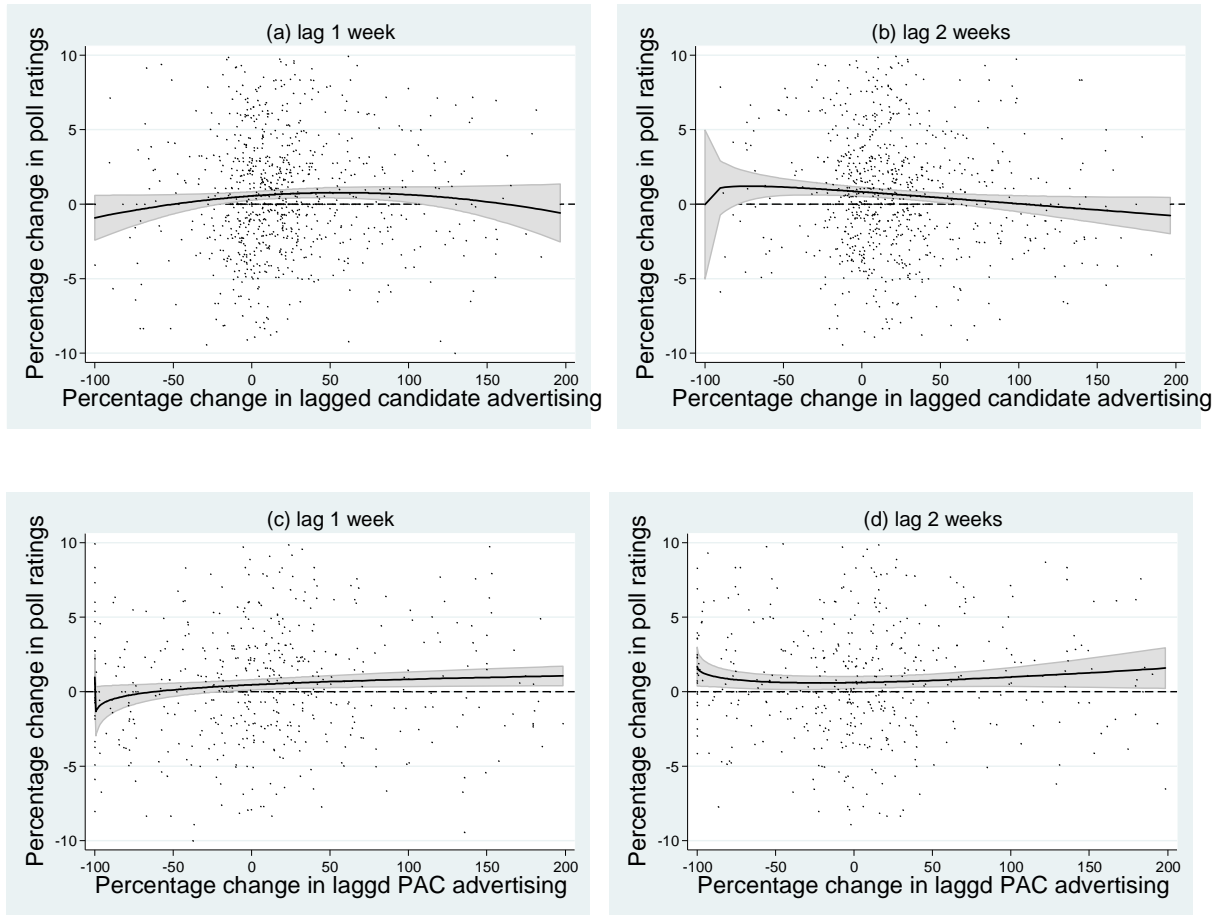 (a) lag 1 week
Percentage change in poll ratings
10
5
0
-5
-10
-100 -50 0 50 100 150 200
Percentage change in lagged candidate advertising
(b) lag 2 weeks
Percentage change in poll ratings
10
5
0
-5
-10
-100 -50 0 50 100 150 200
Percentage change in lagged candidate advertising
(c) lag 1 week
Percentage change in poll ratings
10
5
0
-5
-10
-100 -50 0 50 100 150 200
Percentage change in laggd PAC advertising
(d) lag 2 weeks
Percentage change in poll ratings
10
5
0
-5
-10
-100 -50 0 50 100 150 200
Percentage change in laggd PAC advertising